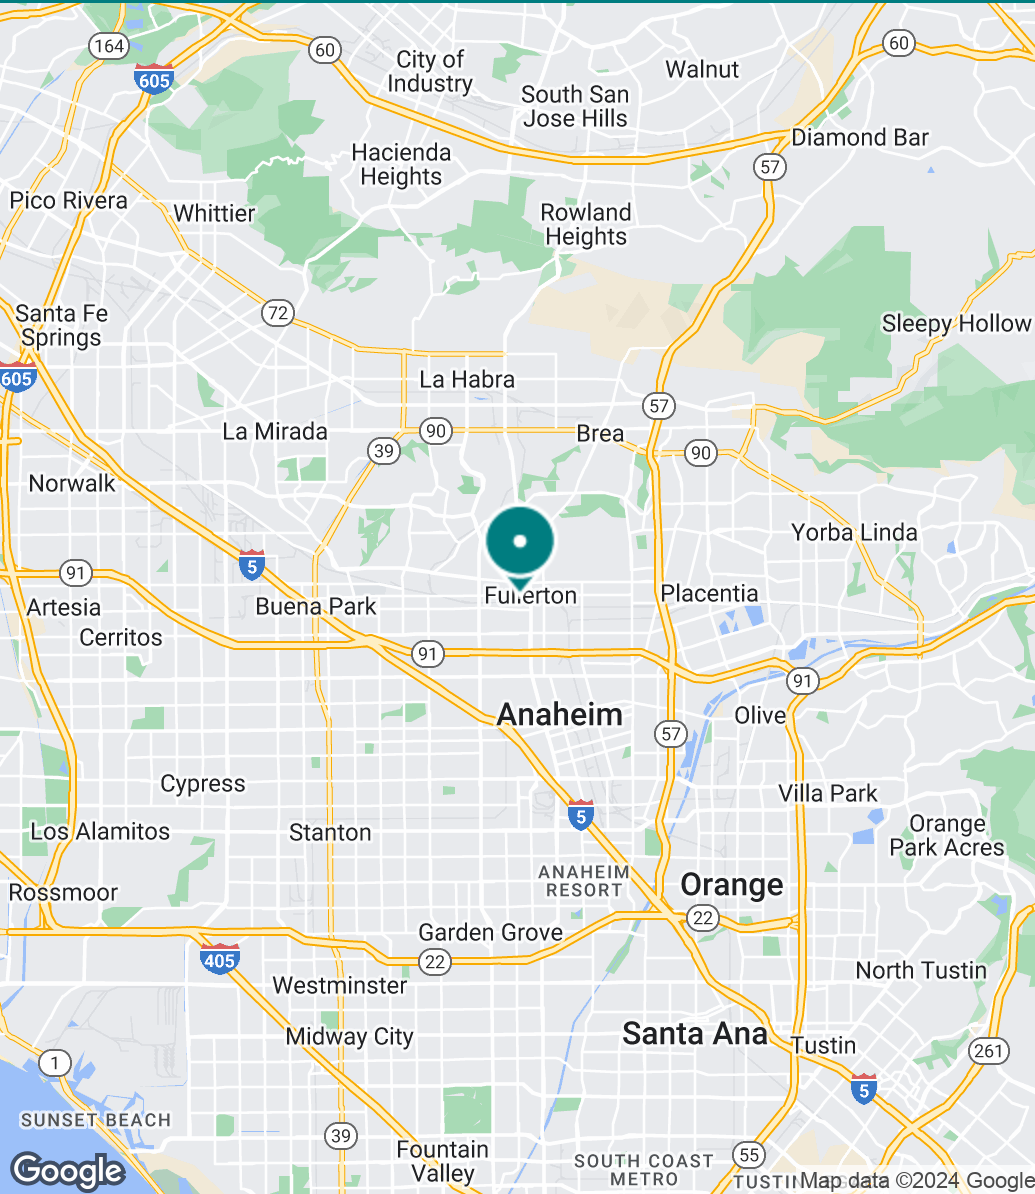 164
60
60
City of
Industry
Walnut
605
South San
Jose Hills
Diamond Bar
Hacienda
Heights
57
Pico Rivera
Whittier
Rowland
Heights
72
Santa Fe
Springs
Sleepy Hollow
605
La Habra
57
La Mirada
90
Brea
39
90
Norwalk
Yorba Linda
5
91
Fullerton
Placentia
Artesia
Buena Park
Cerritos
91
91
Anaheim
Olive
57
Cypress
Villa Park
5
Los Alamitos
Stanton
Orange
Park Acres
ANAHEIM
RESORT
Orange
Rossmoor
22
Garden Grove
405
22
North Tustin
Westminster
Midway City
Santa Ana
Tustin
1
261
5
SUNSET BEACH
39
Fountain
Valley
55
SOUTH COAST
METRO
Google
Map data ©2024 Google